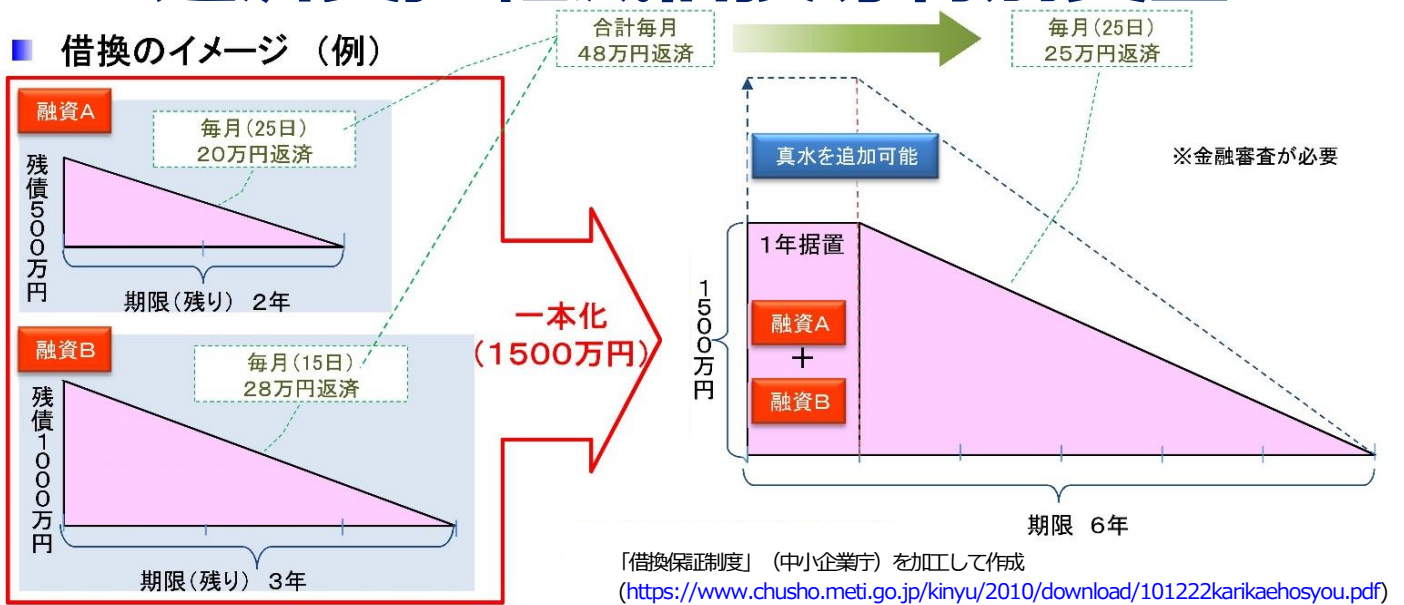 ■ 借換のイメージ (例)
合計毎月
48万円返済
毎月(25日)
25万円返済
融資A
毎月(25日)
20万円返済
残債500万円
期限(残り) 2年
融資B
毎月(15日)
28万円返済
残債1000万円
期限(残り) 3年
一本化
(1500万円)
真水を追加可能
※金融審査が必要
1年据置
1500万円
融資A
+
融資B
期限 6年
「借換保証制度」(中小企業庁)を加工して作成
(https://www.chusho.meti.go.jp/kinyu/2010/download/101222karikaehosyou.pdf)